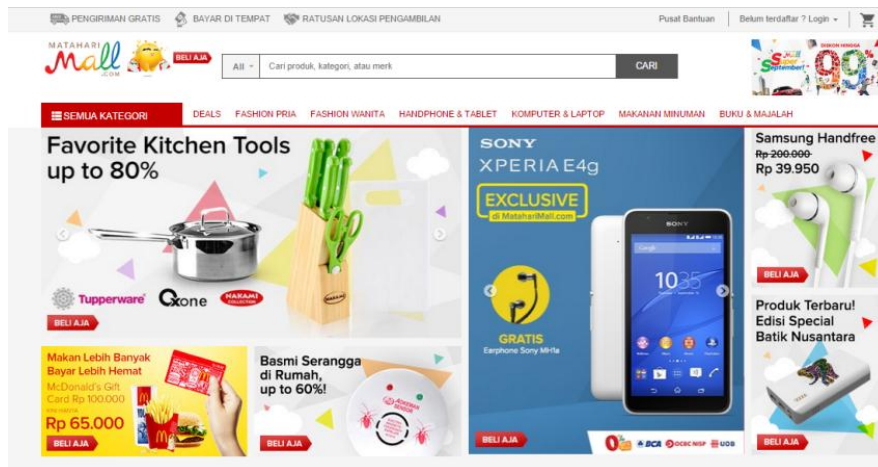 PENGIRIMAN GRATIS
BAYAR DI TEMPAT
RATUSAN LOKASI PENGAMBILAN
Pusat Bantuan
Belum terdaftar ? Login
MATAHARI
Mall
.COM
BELI AJA
All
Cari produk, kategori, atau merk
CARI
DISKON HINGGA
Super
September!
99%
SEMUA KATEGORI
DEALS
FASHION PRIA
FASHION WANITA
HANDPHONE & TABLET
KOMPUTER & LAPTOP
MAKANAN MINUMAN
BUKU & MAJALAH
Favorite Kitchen Tools
up to 80%
Tupperware
Oxone
NAKAMI
COLLECTION
BELI AJA
SONY
XPERIA E4g
EXCLUSIVE
di MatahariMall.com
GRATIS
Earphone Sony MH1a
SONY
Google
10 35
BELI AJA
0%
BCA
OCBC NISP
UOB
Samsung Handfree
Rp 200.000
Rp 39.950
BELI AJA
Produk Terbaru!
Edisi Special
Batik Nusantara
BELI AJA
Makan Lebih Banyak
Bayar Lebih Hemat
McDonald's Gift
Card Rp 100.000
Rp 65.000
BELI AJA
Basmi Serangga
di Rumah,
up to 60%!
BELI AJA